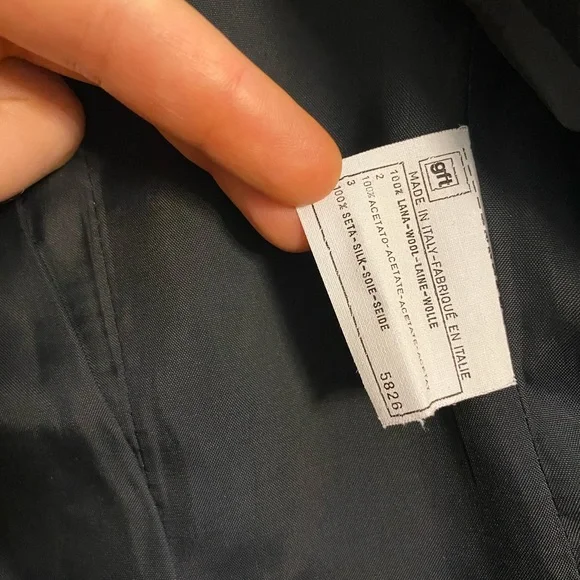 gft
MADE IN ITALY-FABRIQUÉ EN ITALIE
100% LANA-WOOL-LAINE-WOLLE
2
100% ACETATO-ACETATE-ACETATE-ACETAT
3
100% SETA-SILK-SOIE-SEIDE
5826